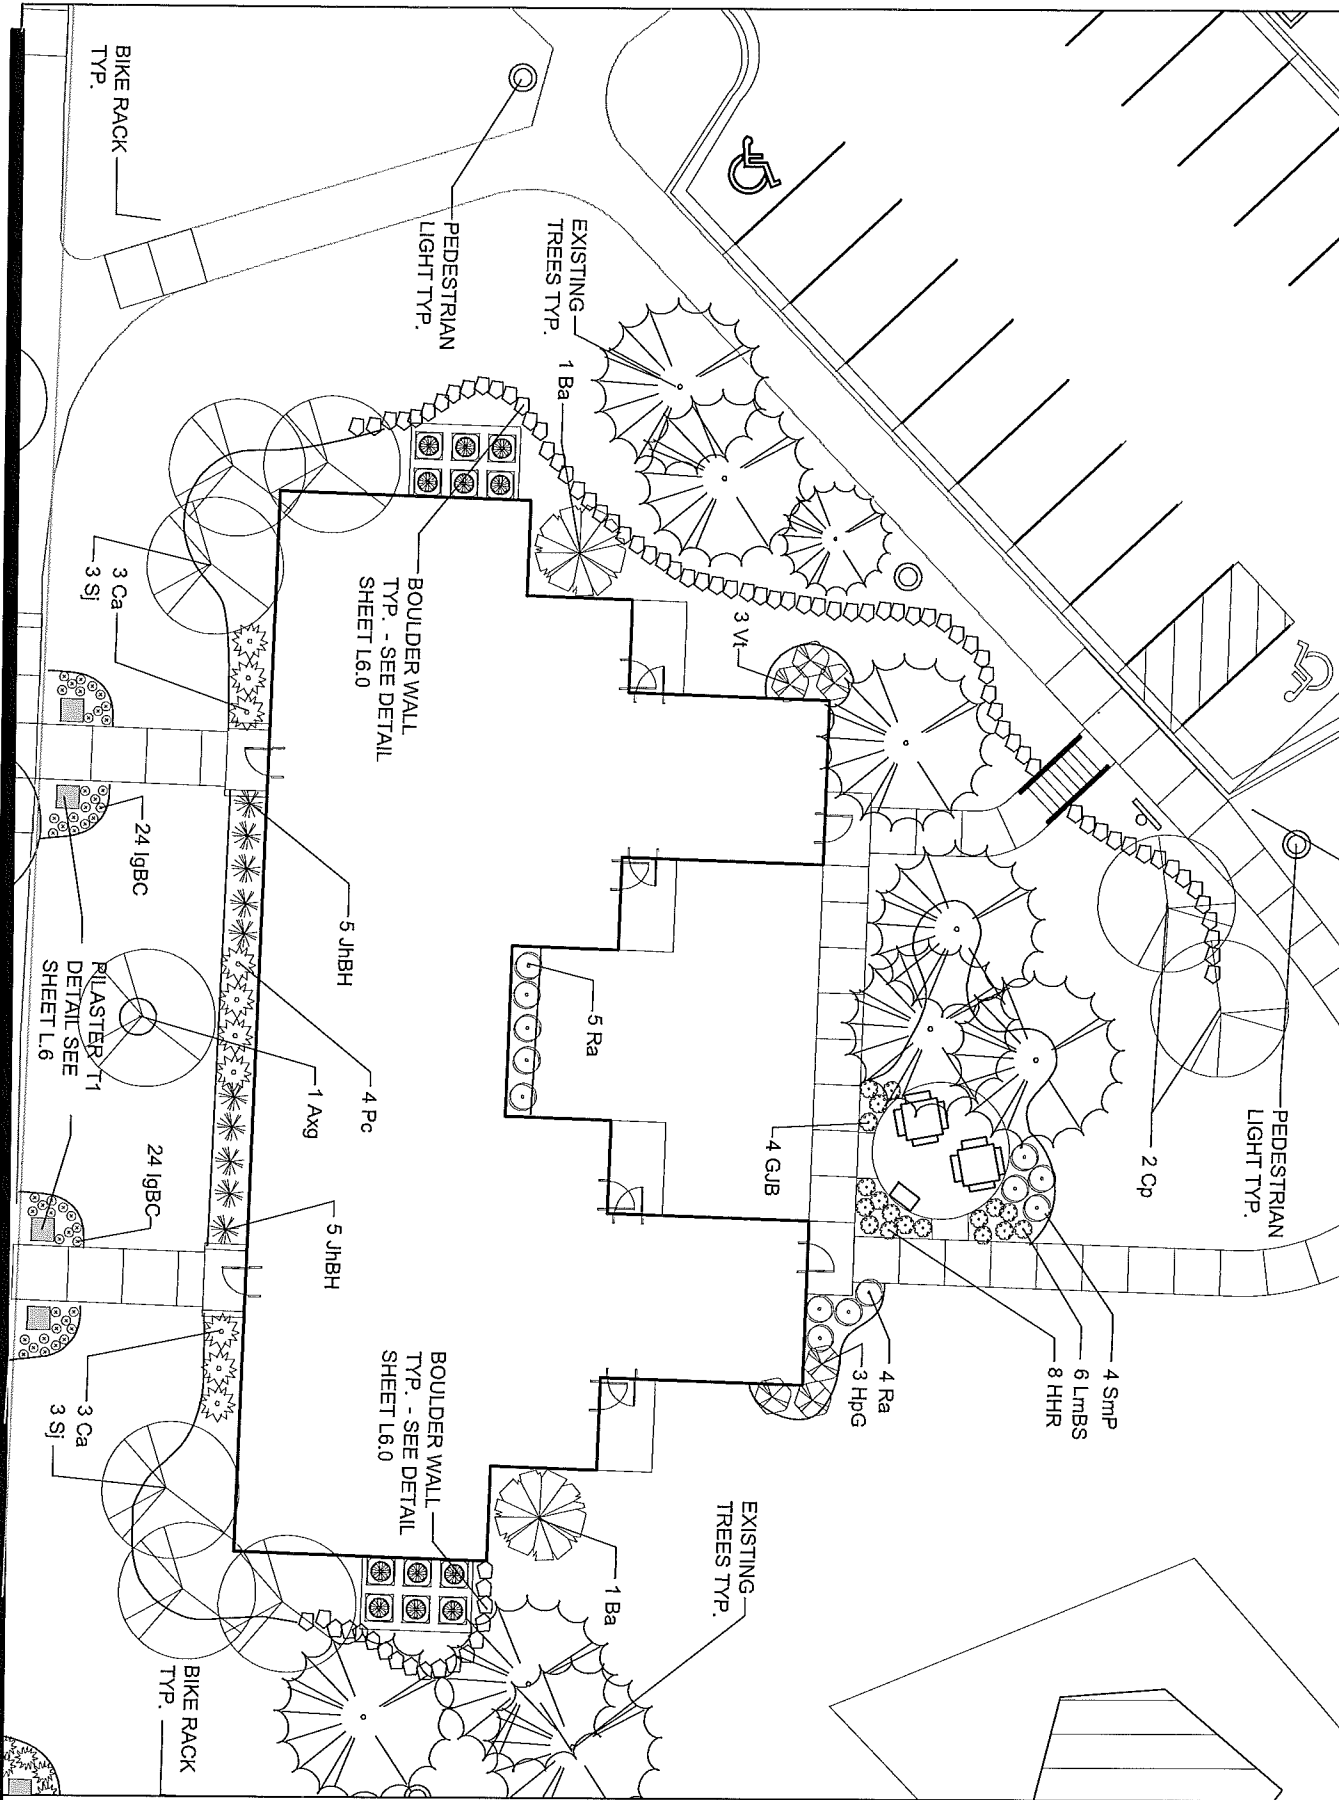 BIKE RACK
TYP.
PEDESTRIAN
LIGHT TYP.
EXISTING
TREES TYP.
1 Ba
3 Ca
3 Sj
BOULDER WALL
TYP. - SEE DETAIL
SHEET L6.0
3 Vt
24 IgBC
5 JhBH
PILASTER T1
DETAIL SEE
SHEET L.6
1 Axg
4 Pc
5 Ra
4 GJB
2 Cp
PEDESTRIAN
LIGHT TYP.
24 IgBC
5 JhBH
4 SmP
6 LmBS
8 HHR
4 Ra
3 HpG
3 Ca
3 Sj
BOULDER WALL
TYP. - SEE DETAIL
SHEET L6.0
EXISTING
TREES TYP.
1 Ba
BIKE RACK
TYP.